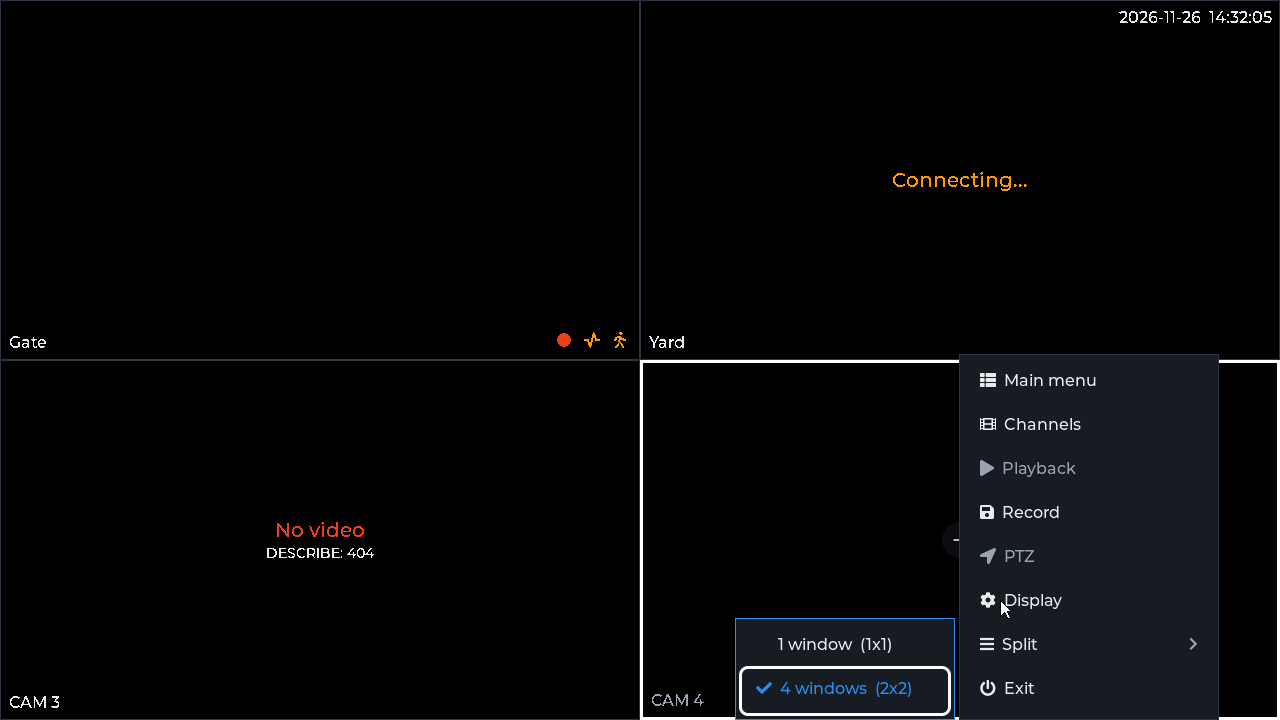 2026-11-26 14:32:05
Connecting...
Gate
Yard
Main menu
Channels
Playback
Record
PTZ
Display
Split
Exit
No video
DESCRIBE: 404
1 window (1x1)
4 windows (2x2)
CAM 3
CAM 4